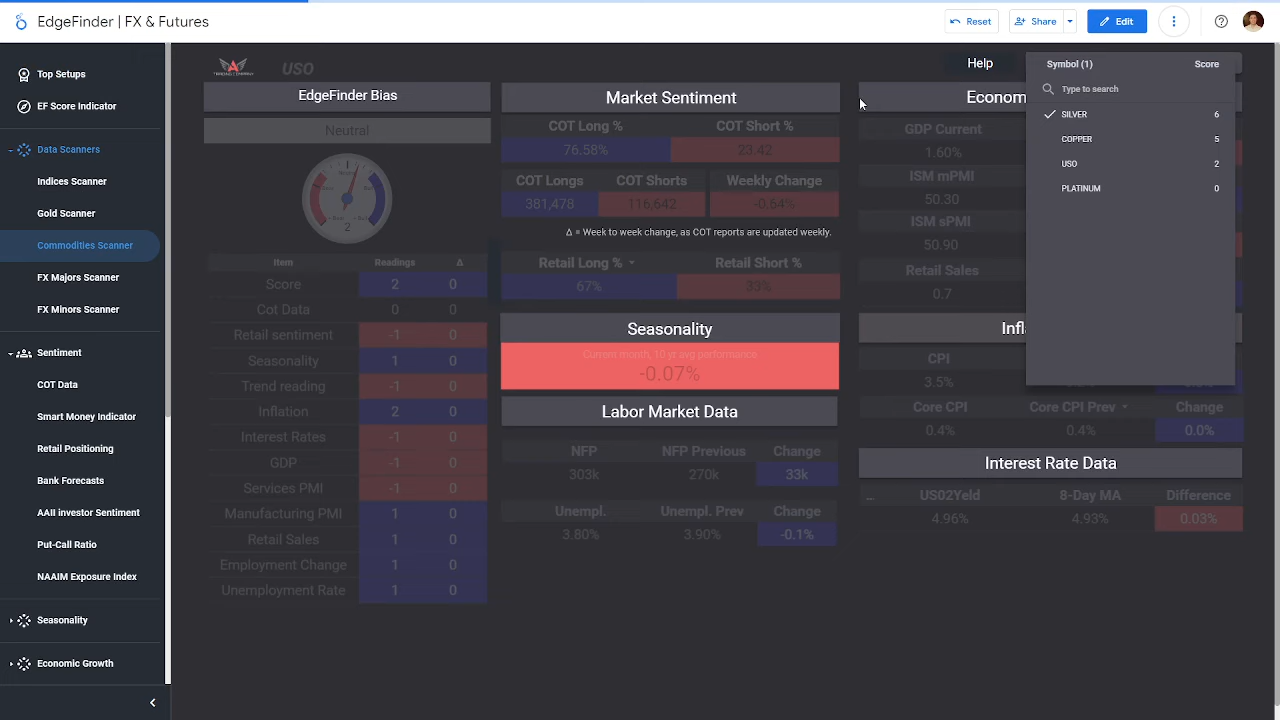 EdgeFinder | FX & Futures
Reset
Share
Edit
Top Setups
EF Score Indicator
Data Scanners
Indices Scanner
Gold Scanner
Commodities Scanner
FX Majors Scanner
FX Minors Scanner
Sentiment
COT Data
Smart Money Indicator
Retail Positioning
Bank Forecasts
AAII investor Sentiment
Put-Call Ratio
NAAIM Exposure Index
Seasonality
Economic Growth
A
TRADING COMPANY
USO
EdgeFinder Bias
Neutral
2
Item Readings Δ
Score 2 0
Cot Data 0 0
Retail sentiment -1 0
Seasonality 1 0
Trend reading -1 0
Inflation 2 0
Interest Rates -1 0
GDP -1 0
Services PMI -1 0
Manufacturing PMI 1 0
Retail Sales 1 0
Employment Change 1 0
Unemployment Rate 1 0
Market Sentiment
COT Long % COT Short %
76.58% 23.42
COT Longs COT Shorts Weekly Change
381,478 116,642 -0.64%
Δ = Week to week change, as COT reports are updated weekly.
Retail Long % Retail Short %
67% 33%
Seasonality
Current month, 10 yr avg performance
-0.07%
Labor Market Data
NFP NFP Previous Change
303k 270k 33k
Unempl. Unempl. Prev Change
3.80% 3.90% -0.1%
Help
Econom
GDP Current
1.60%
ISM mPMI
50.30
ISM sPMI
50.90
Retail Sales
0.7
Infl
CPI
3.5%
Core CPI Core CPI Prev Change
0.4% 0.4% 0.0%
Interest Rate Data
... US02Yeld 8-Day MA Difference
4.96% 4.93% 0.03%
Symbol (1) Score
Type to search
SILVER 6
COPPER 5
USO 2
PLATINUM 0